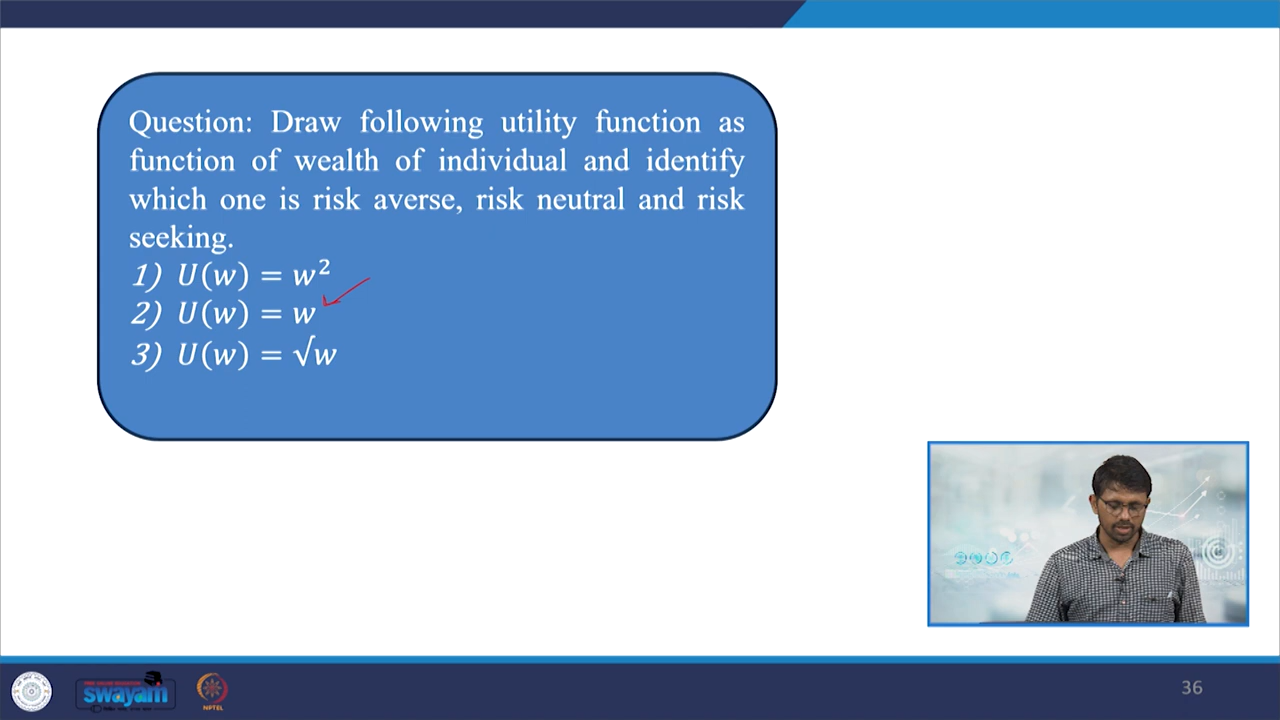 Question: Draw following utility function as
function of wealth of individual and identify
which one is risk averse, risk neutral and risk
seeking.
1) U(w) = w²
2) U(w) = w
3) U(w) = √w
swayam
NPTEL
36